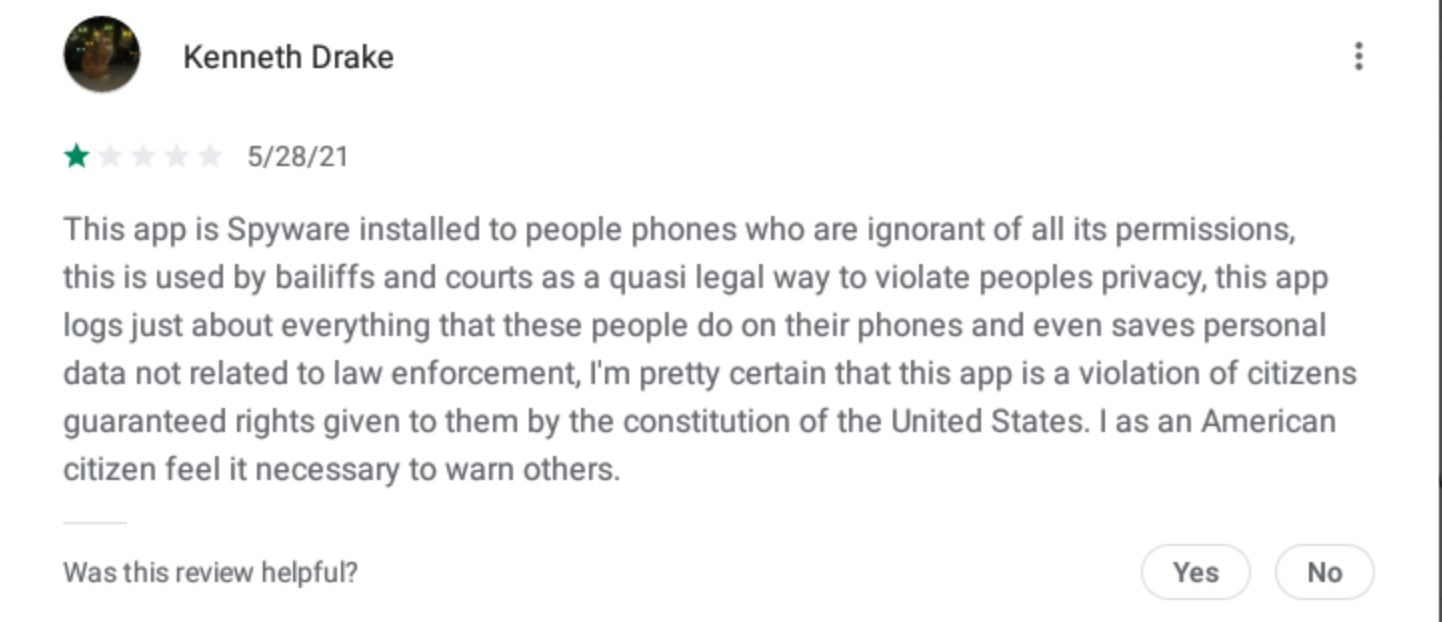 Kenneth Drake
5/28/21
This app is Spyware installed to people phones who are ignorant of all its permissions,
this is used by bailiffs and courts as a quasi legal way to violate peoples privacy, this app
logs just about everything that these people do on their phones and even saves personal
data not related to law enforcement, I'm pretty certain that this app is a violation of citizens
guaranteed rights given to them by the constitution of the United States. I as an American
citizen feel it necessary to warn others.
Was this review helpful? Yes No